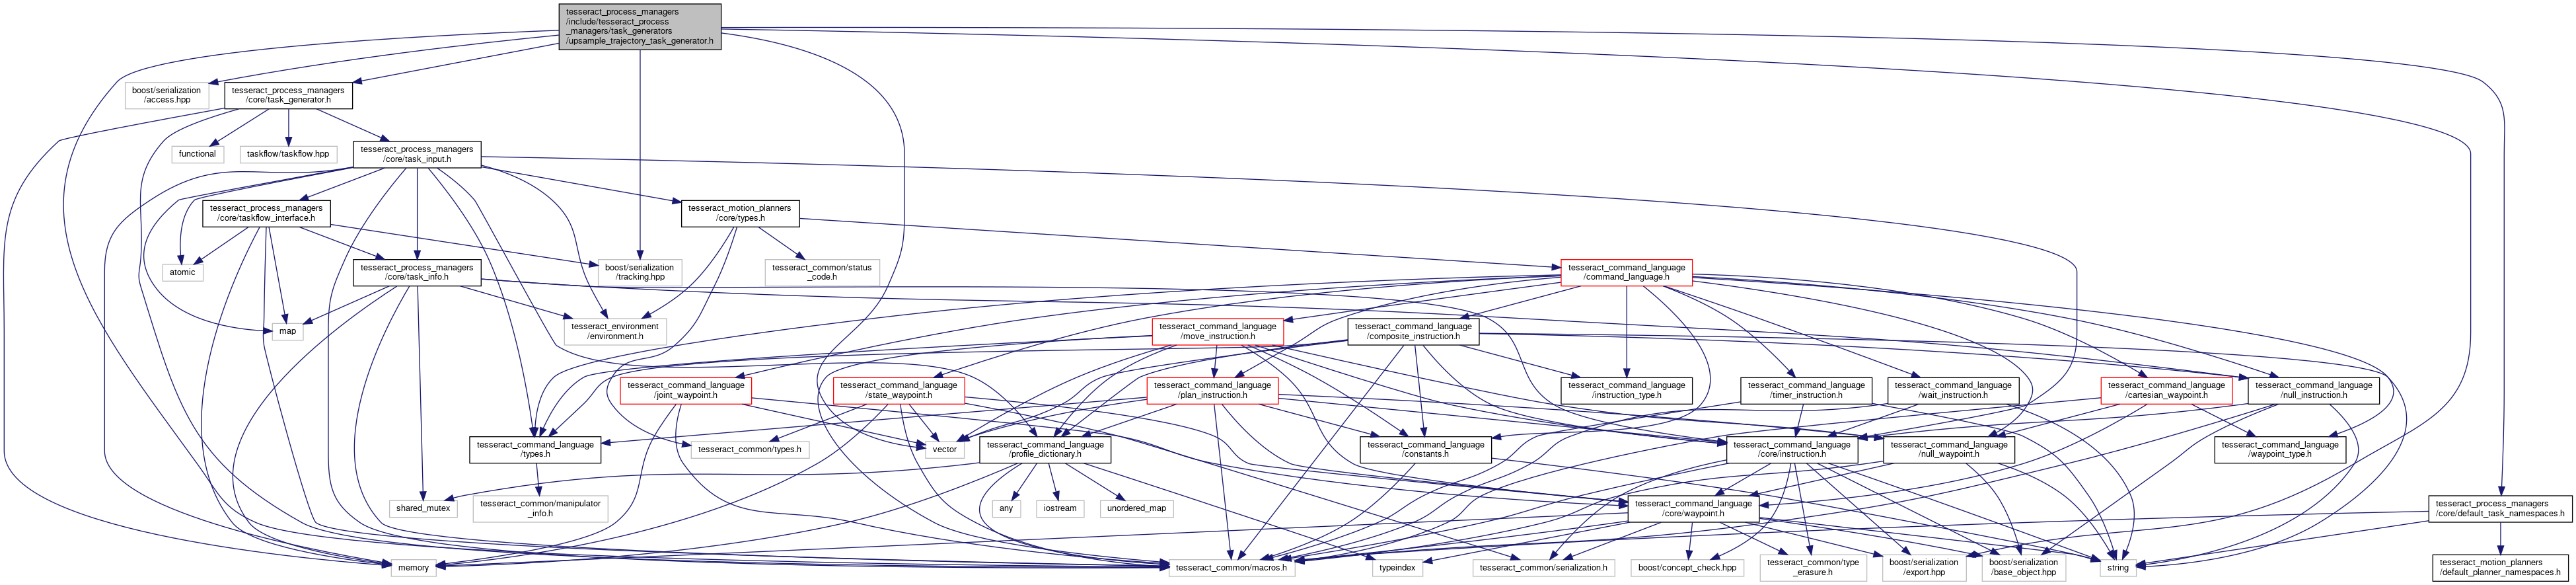 tesseract_process_managers
/include/tesseract_process
_managers/task_generators
/upsample_trajectory_task_generator.h
boost/serialization
/access.hpp
tesseract_process_managers
/core/task_generator.h
functional
taskflow/taskflow.hpp
tesseract_process_managers
/core/task_input.h
tesseract_process_managers
/core/taskflow_interface.h
tesseract_motion_planners
/core/types.h
atomic
tesseract_process_managers
/core/task_info.h
boost/serialization
/tracking.hpp
tesseract_common/status
_code.h
tesseract_command_language
/command_language.h
map
tesseract_environment
/environment.h
tesseract_command_language
/move_instruction.h
tesseract_command_language
/composite_instruction.h
tesseract_command_language
/joint_waypoint.h
tesseract_command_language
/state_waypoint.h
tesseract_command_language
/plan_instruction.h
tesseract_command_language
/instruction_type.h
tesseract_command_language
/timer_instruction.h
tesseract_command_language
/wait_instruction.h
tesseract_command_language
/cartesian_waypoint.h
tesseract_command_language
/null_instruction.h
tesseract_command_language
/types.h
tesseract_common/types.h
vector
tesseract_command_language
/profile_dictionary.h
tesseract_command_language
/constants.h
tesseract_command_language
/core/instruction.h
tesseract_command_language
/null_waypoint.h
tesseract_command_language
/waypoint_type.h
shared_mutex
tesseract_common/manipulator
_info.h
any
iostream
unordered_map
tesseract_command_language
/core/waypoint.h
tesseract_process_managers
/core/default_task_namespaces.h
memory
tesseract_common/macros.h
typeindex
tesseract_common/serialization.h
boost/concept_check.hpp
tesseract_common/type
_erasure.h
boost/serialization
/export.hpp
boost/serialization
/base_object.hpp
string
tesseract_motion_planners
/default_planner_namespaces.h